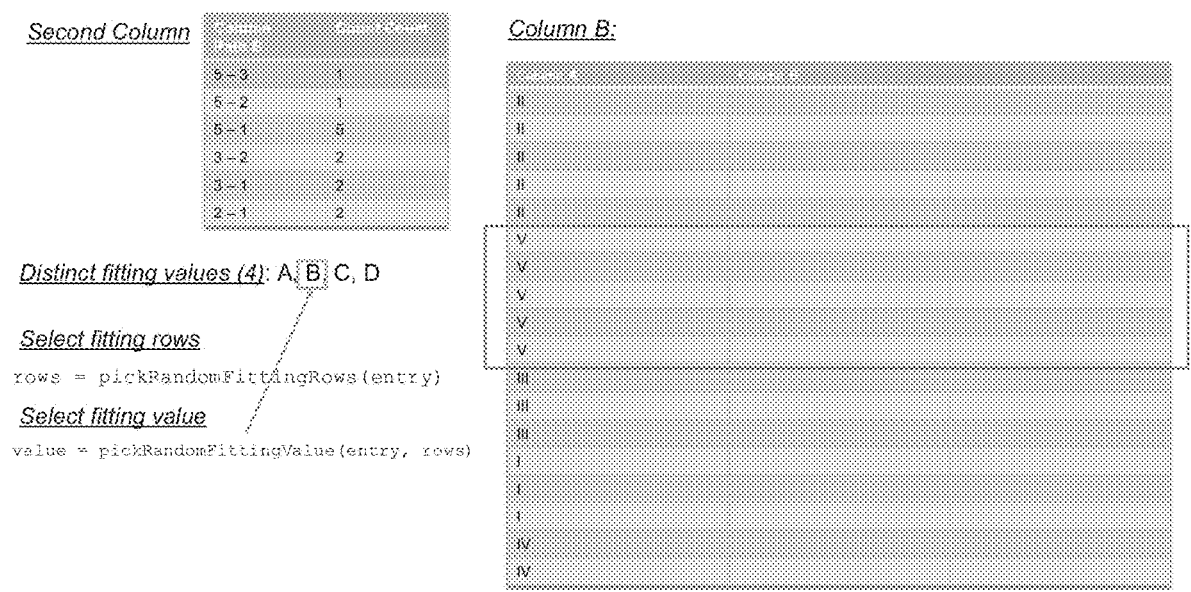 Second Column
5 – 3 1
5 – 2 1
5 – 1 5
3 – 2 2
3 – 1 2
2 – 1 2
Distinct fitting values (4): A, B, C, D
Select fitting rows
rows = pickRandomFittingRows(entry)
Select fitting value
value = pickRandomFittingValue(entry, rows)
Column B:
II
II
II
II
II
V
V
V
V
V
III
III
III
I
I
I
IV
IV